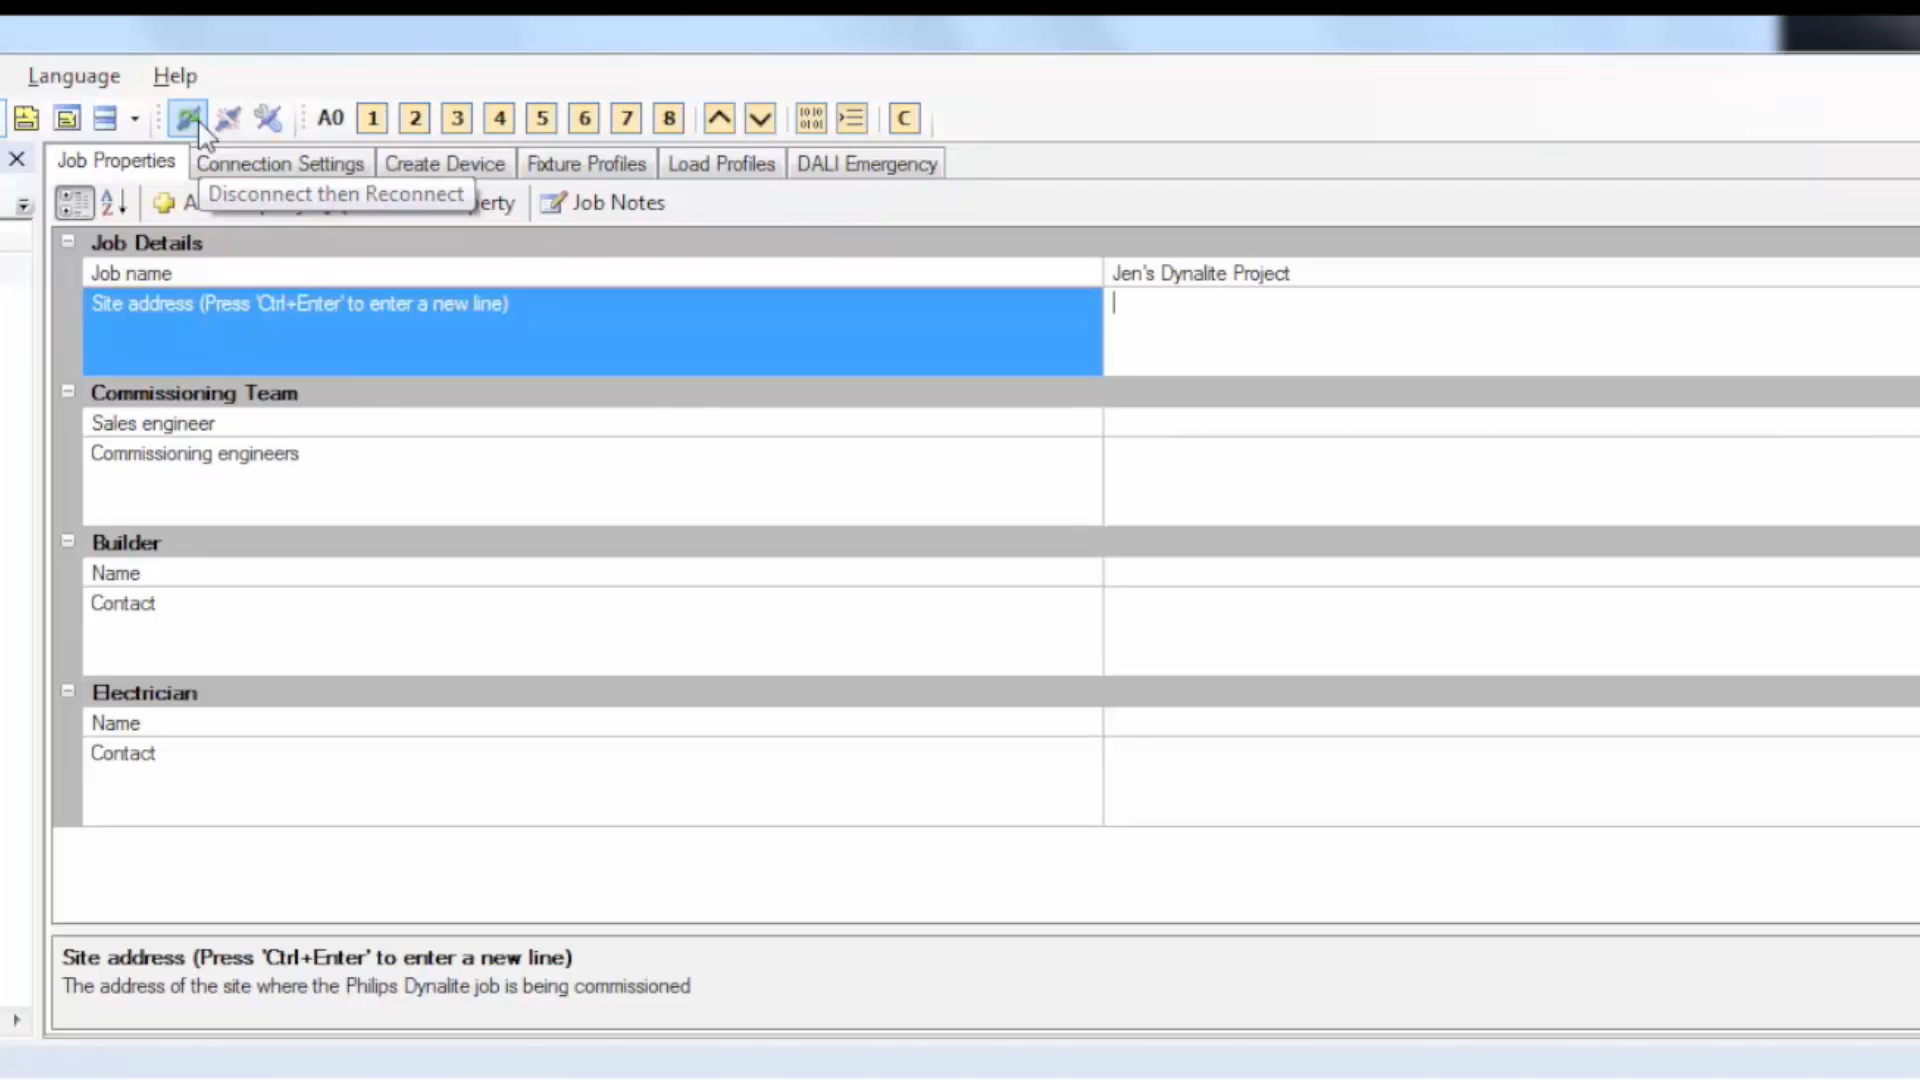 Language Help
A0 1 2 3 4 5 6 7 8 C
Job Properties Connection Settings Create Device Fixture Profiles Load Profiles DALI Emergency
Disconnect then Reconnect
Job Notes
Job Details
Job name Jen's Dynalite Project
Site address (Press 'Ctrl+Enter' to enter a new line)
Commissioning Team
Sales engineer
Commissioning engineers
Builder
Name
Contact
Electrician
Name
Contact
Site address (Press 'Ctrl+Enter' to enter a new line)
The address of the site where the Philips Dynalite job is being commissioned